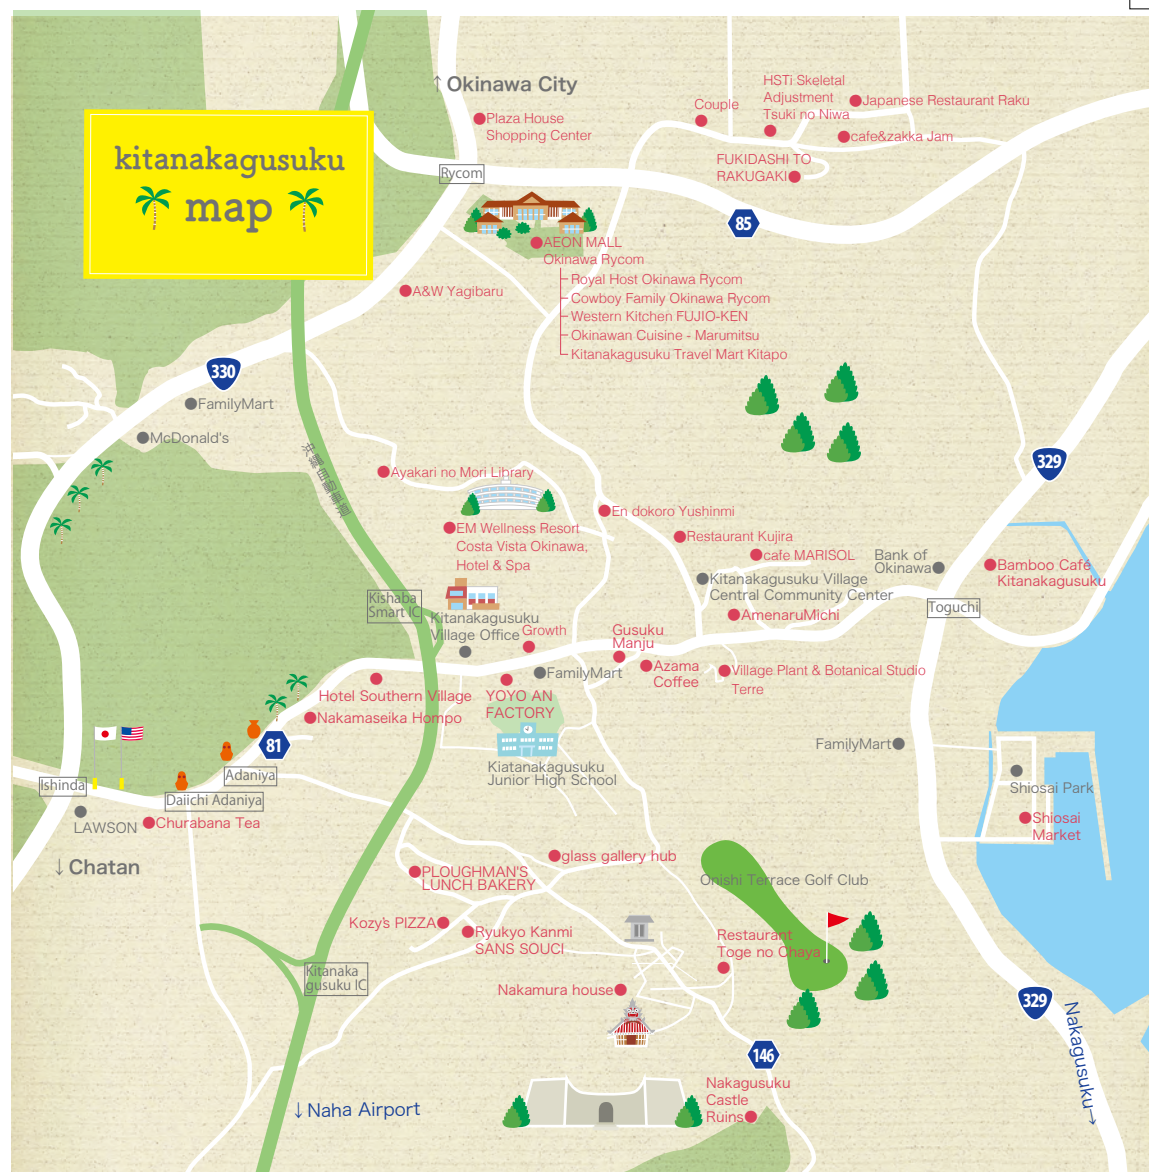 kitanakagusuku
map
↑Okinawa City
Plaza House
Shopping Center
Rycom
Couple
HSTi Skeletal
Adjustment
Tsuki no Niwa
Japanese Restaurant Raku
cafe&zakka Jam
FUKIDASHI TO
RAKUGAKI
85
AEON MALL
Okinawa Rycom
Royal Host Okinawa Rycom
Cowboy Family Okinawa Rycom
Western Kitchen FUJIO-KEN
Okinawan Cuisine - Marumitsu
Kitanakagusuku Travel Mart Kitapo
A&W Yagibaru
330
FamilyMart
McDonald's
329
Ayakari no Mori Library
EM Wellness Resort
Costa Vista Okinawa,
Hotel & Spa
En dokoro Yushinmi
Restaurant Kujira
cafe MARISOL
Kitanakagusuku Village
Central Community Center
AmenaruMichi
Bank of
Okinawa
Bamboo Café
Kitanakagusuku
Toguchi
Kishaba
Smart IC
Kitanakagusuku
Village Office
Growth
Gusuku
Manju
FamilyMart
Azama
Coffee
Village Plant & Botanical Studio
Terre
Hotel Southern Village
YOYO AN
FACTORY
Nakamaseika Hompo
81
Adaniya
Ishinda
Daiichi Adaniya
LAWSON
Churabana Tea
↓Chatan
Kiatanakagusuku
Junior High School
FamilyMart
Shiosai Park
Shiosai
Market
glass gallery hub
PLOUGHMAN'S
LUNCH BAKERY
Onishi Terrace Golf Club
Kozy's PIZZA
Ryukyo Kanmi
SANS SOUCI
Restaurant
Toge no Chaya
Kitanaka
gusuku IC
Nakamura house
329
Nakagusuku→
146
Nakagusuku
Castle
Ruins
↓Naha Airport